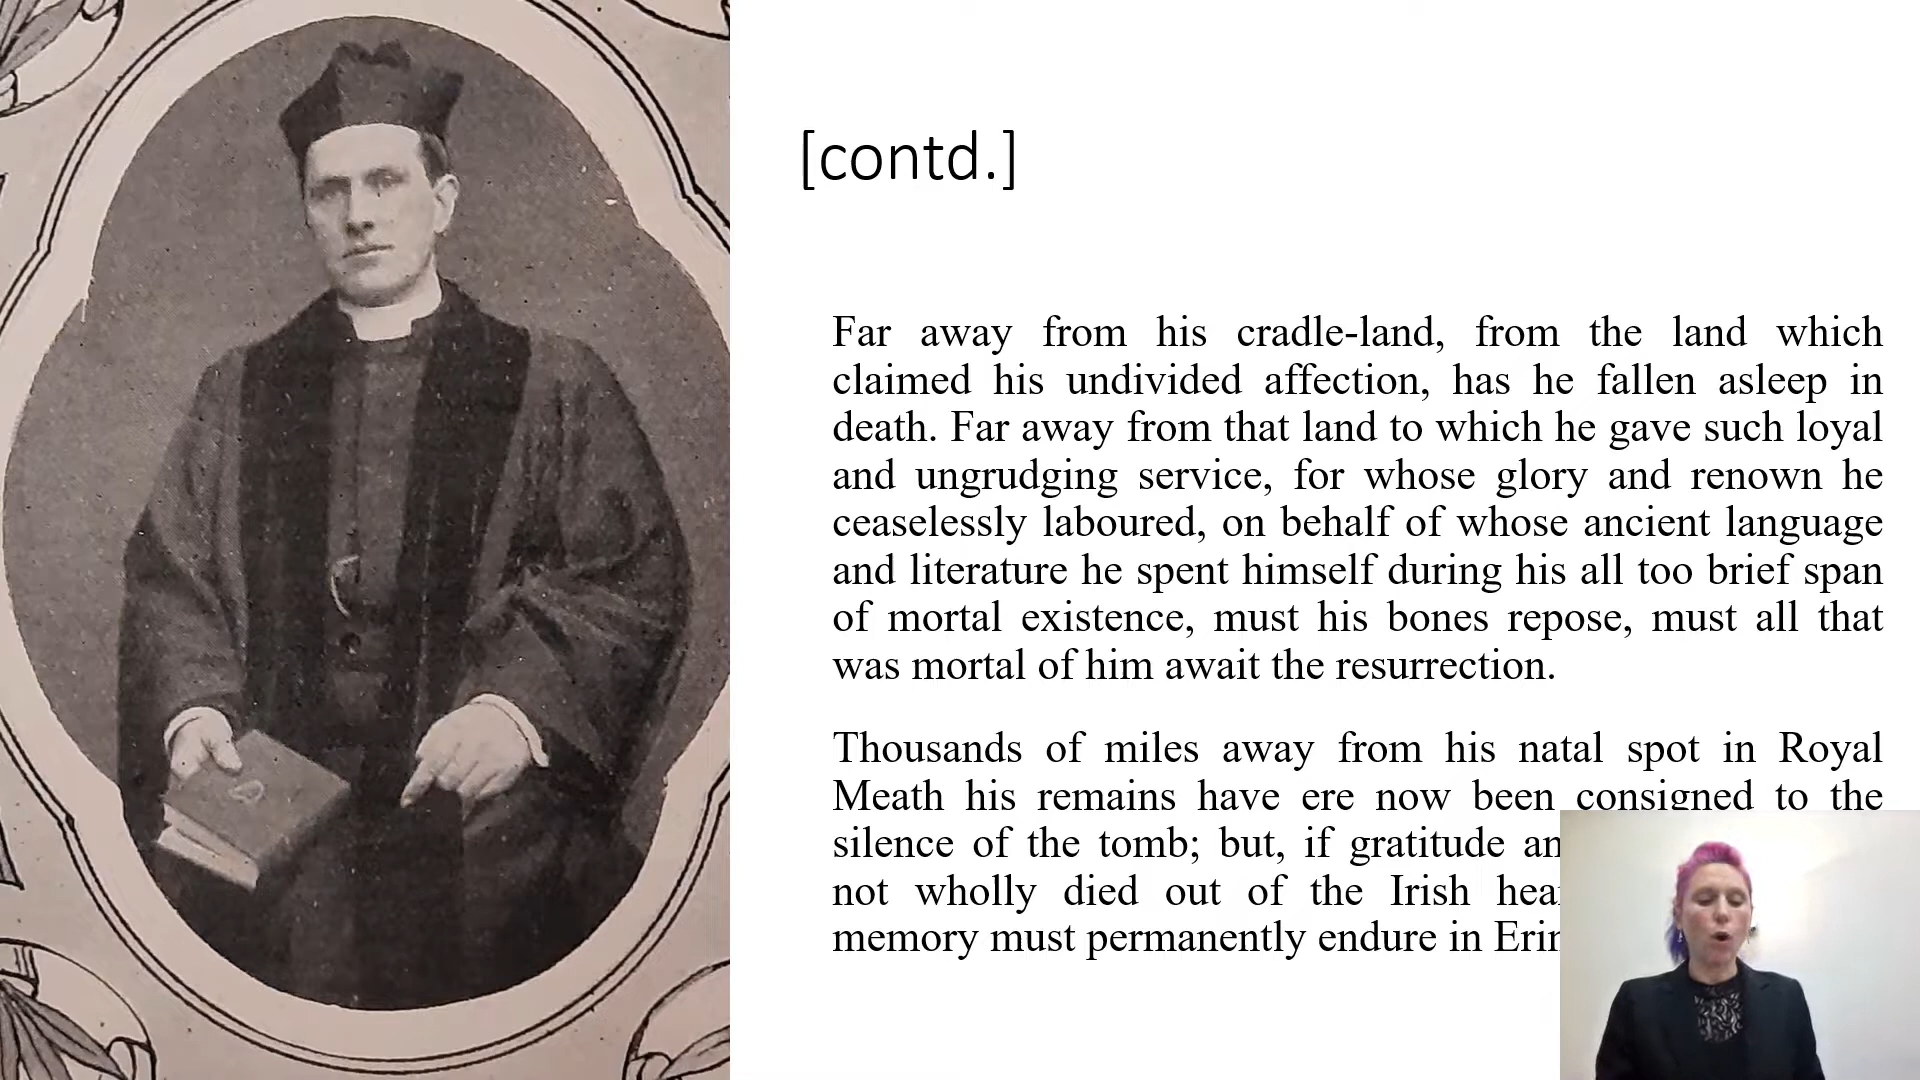 [contd.]
Far away from his cradle-land, from the land which
claimed his undivided affection, has he fallen asleep in
death. Far away from that land to which he gave such loyal
and ungrudging service, for whose glory and renown he
ceaselessly laboured, on behalf of whose ancient language
and literature he spent himself during his all too brief span
of mortal existence, must his bones repose, must all that
was mortal of him await the resurrection.
Thousands of miles away from his natal spot in Royal
Meath his remains have ere now been consigned to the
silence of the tomb; but, if gratitude
not wholly died out of the Irish
memory must permanently endure in